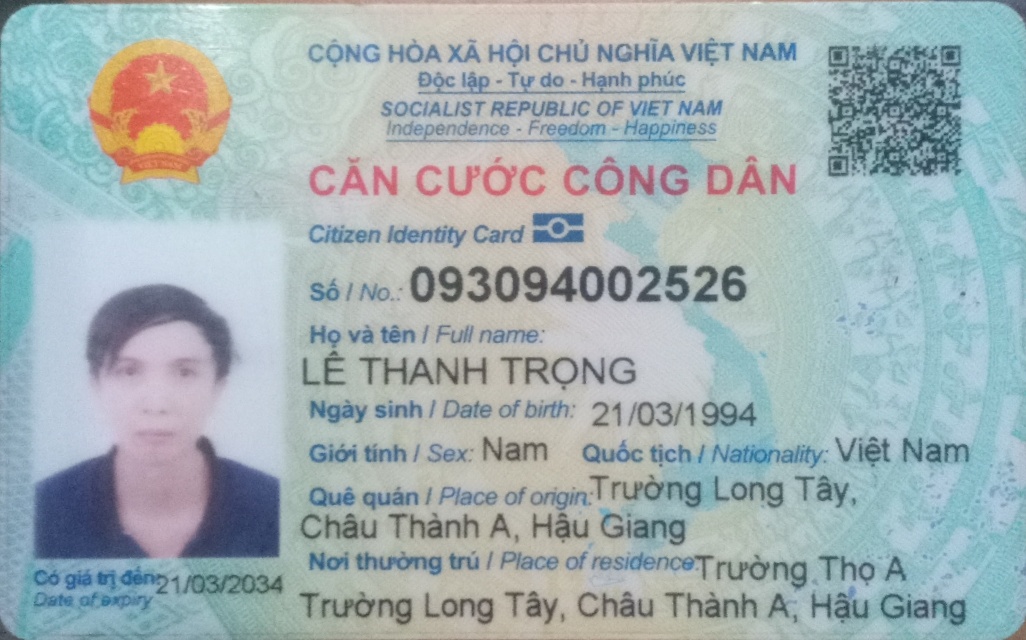 CỘNG HÒA XÃ HỘI CHỦ NGHĨA VIỆT NAM
Độc lập - Tự do - Hạnh phúc
SOCIALIST REPUBLIC OF VIET NAM
Independence - Freedom - Happiness
CĂN CƯỚC CÔNG DÂN
Citizen Identity Card
Số / No.: 093094002526
Họ và tên / Full name:
LÊ THANH TRỌNG
Ngày sinh / Date of birth: 21/03/1994
Giới tính / Sex: Nam Quốc tịch / Nationality: Việt Nam
Quê quán / Place of origin: Trường Long Tây,
Châu Thành A, Hậu Giang
Nơi thường trú / Place of residence: Trường Thọ A
Trường Long Tây, Châu Thành A, Hậu Giang
Có giá trị đến: 21/03/2034
Date of expiry
VIỆT NAM